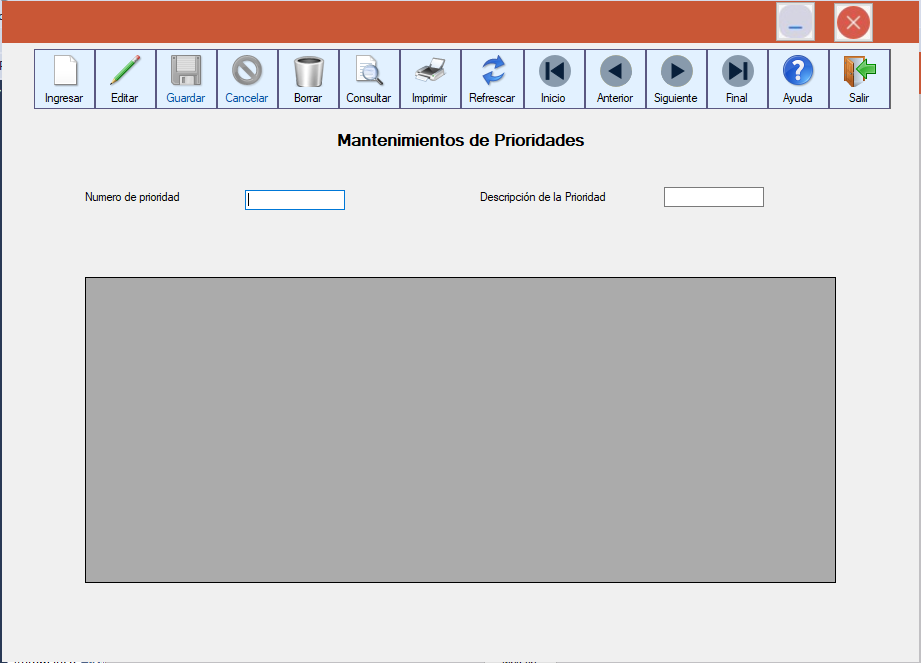 Ingresar Editar Guardar Cancelar Borrar Consultar Imprimir Refrescar Inicio Anterior Siguiente Final Ayuda Salir
Mantenimientos de Prioridades
Numero de prioridad Descripción de la Prioridad